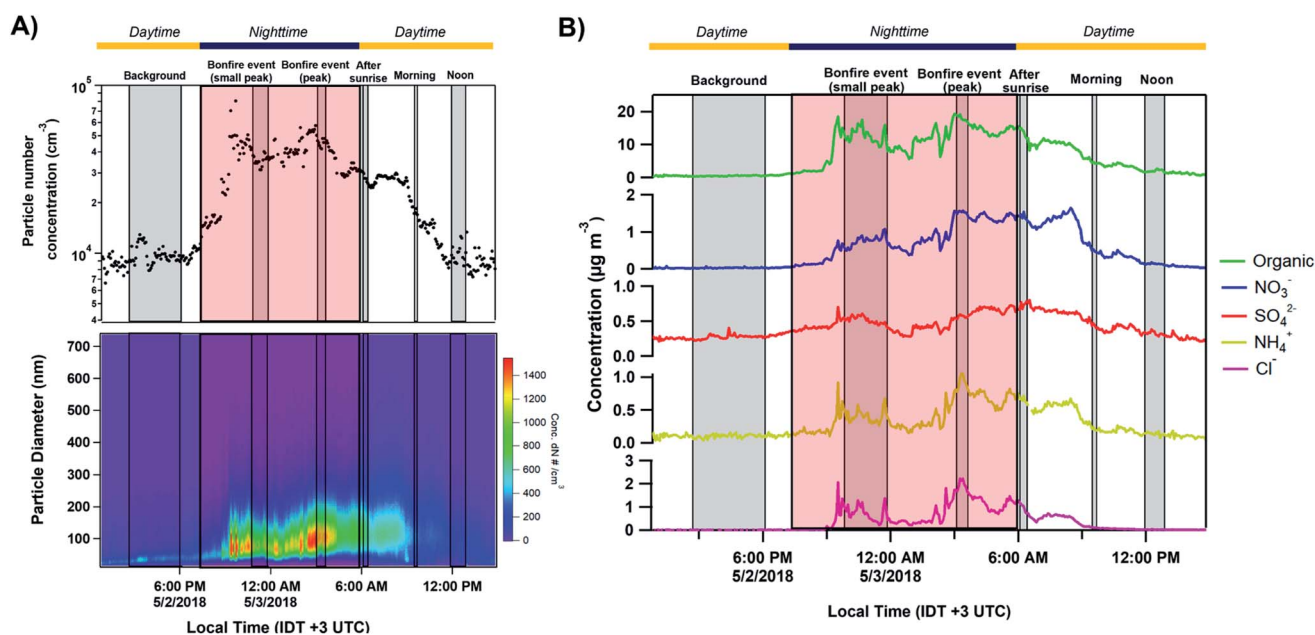 A)
Daytime
Nighttime
Daytime
Background
Bonfire event
(small peak)
Bonfire event
(peak)
After
sunrise
Morning
Noon
Particle number
concentration (cm⁻³)
10⁵
8
7
6
5
4
3
2
10⁴
8
7
6
5
4
Particle Diameter (nm)
700
600
500
400
300
200
100
1400
1200
1000
800
600
400
200
0
Conc. dN # /cm³
6:00 PM
5/2/2018
12:00 AM
5/3/2018
6:00 AM
12:00 PM
Local Time (IDT +3 UTC)
B)
Daytime
Nighttime
Daytime
Background
Bonfire event
(small peak)
Bonfire event
(peak)
After
sunrise
Morning
Noon
Concentration (µg m⁻³)
20
10
0
2
1
0
1.0
0.5
0.0
1.0
0.5
0.0
3
2
1
0
Organic
NO₃⁻
SO₄²⁻
NH₄⁺
Cl⁻
6:00 PM
5/2/2018
12:00 AM
5/3/2018
6:00 AM
12:00 PM
Local Time (IDT +3 UTC)